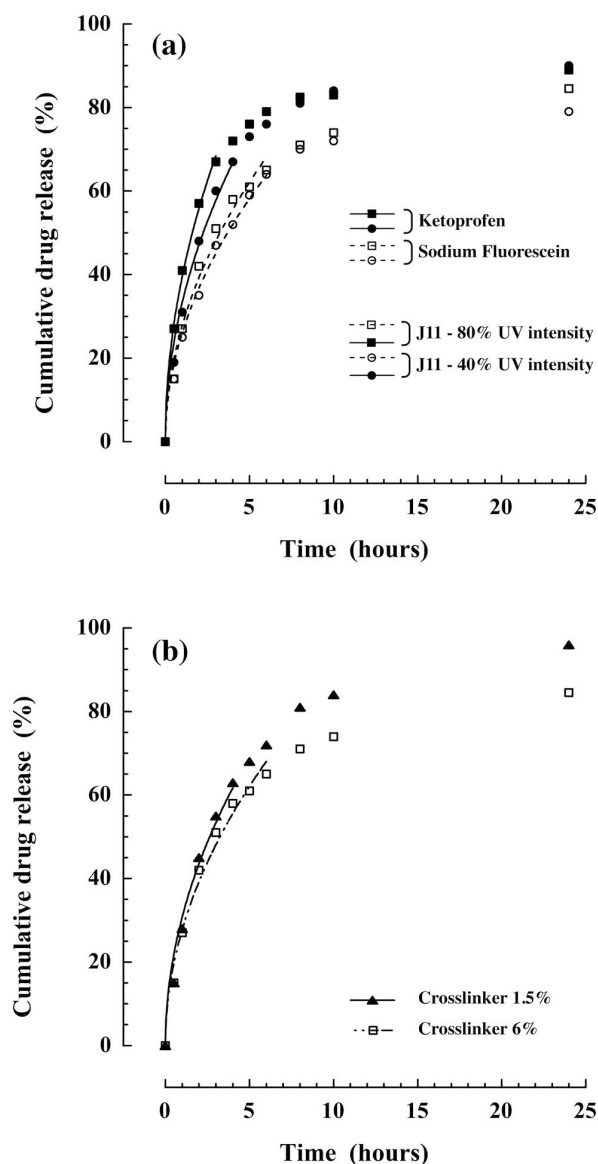 (a)
100
80
60
40
20
0
Cumulative drug release (%)
Ketoprofen
Sodium Fluorescein
J11 - 80% UV intensity
J11 - 40% UV intensity
0 5 10 15 20 25
Time (hours)
(b)
100
80
60
40
20
0
Cumulative drug release (%)
Crosslinker 1.5%
Crosslinker 6%
0 5 10 15 20 25
Time (hours)